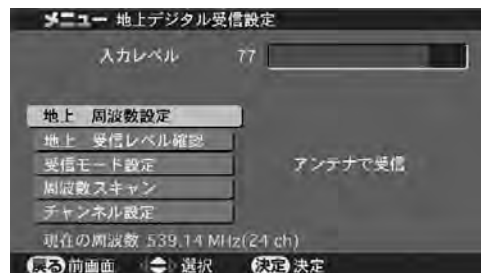 メニュー 地上デジタル受信設定
入力レベル 77
地上 周波数設定
地上 受信レベル確認
受信モード設定
アンテナで受信
周波数スキャン
チャンネル設定
現在の周波数 539.14 MHz(24 ch)
戻る 前画面 選択 決定 決定